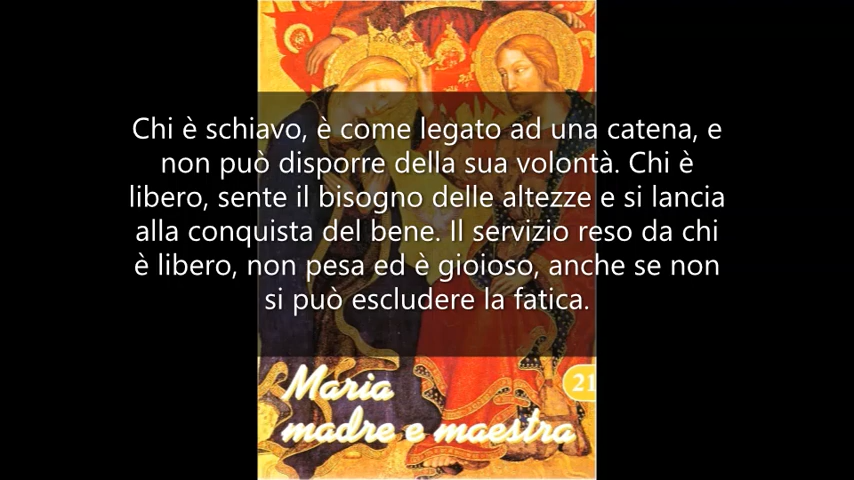 Chi è schiavo, è come legato ad una catena, e
non può disporre della sua volontà. Chi è
libero, sente il bisogno delle altezze e si lancia
alla conquista del bene. Il servizio reso da chi
è libero, non pesa ed è gioioso, anche se non
si può escludere la fatica.
Maria
21
madre e maestra